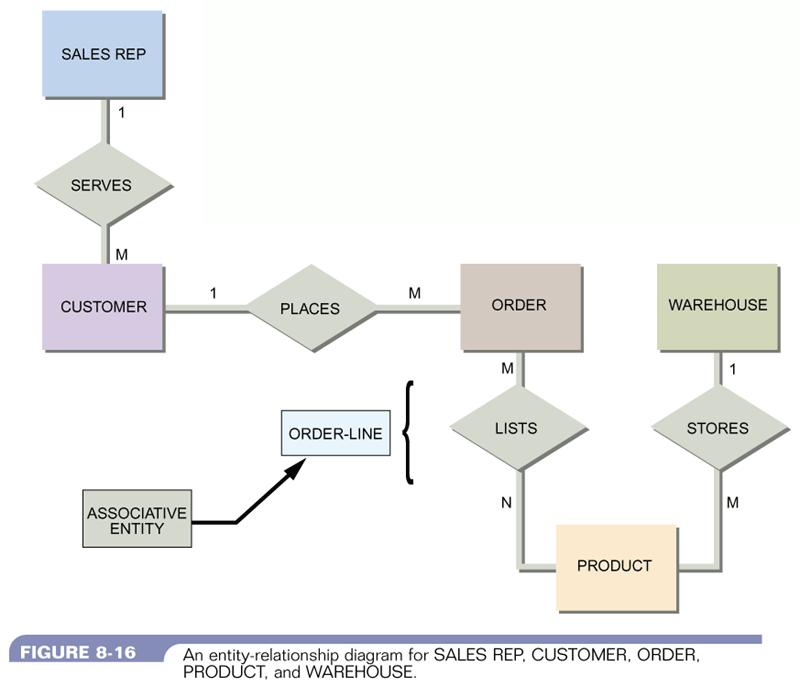 SALES REP
1
SERVES
M
CUSTOMER
1
PLACES
M
ORDER
WAREHOUSE
M
1
LISTS
STORES
ORDER-LINE
N
M
ASSOCIATIVE
ENTITY
PRODUCT
FIGURE 8-16
An entity-relationship diagram for SALES REP, CUSTOMER, ORDER,
PRODUCT, and WAREHOUSE.